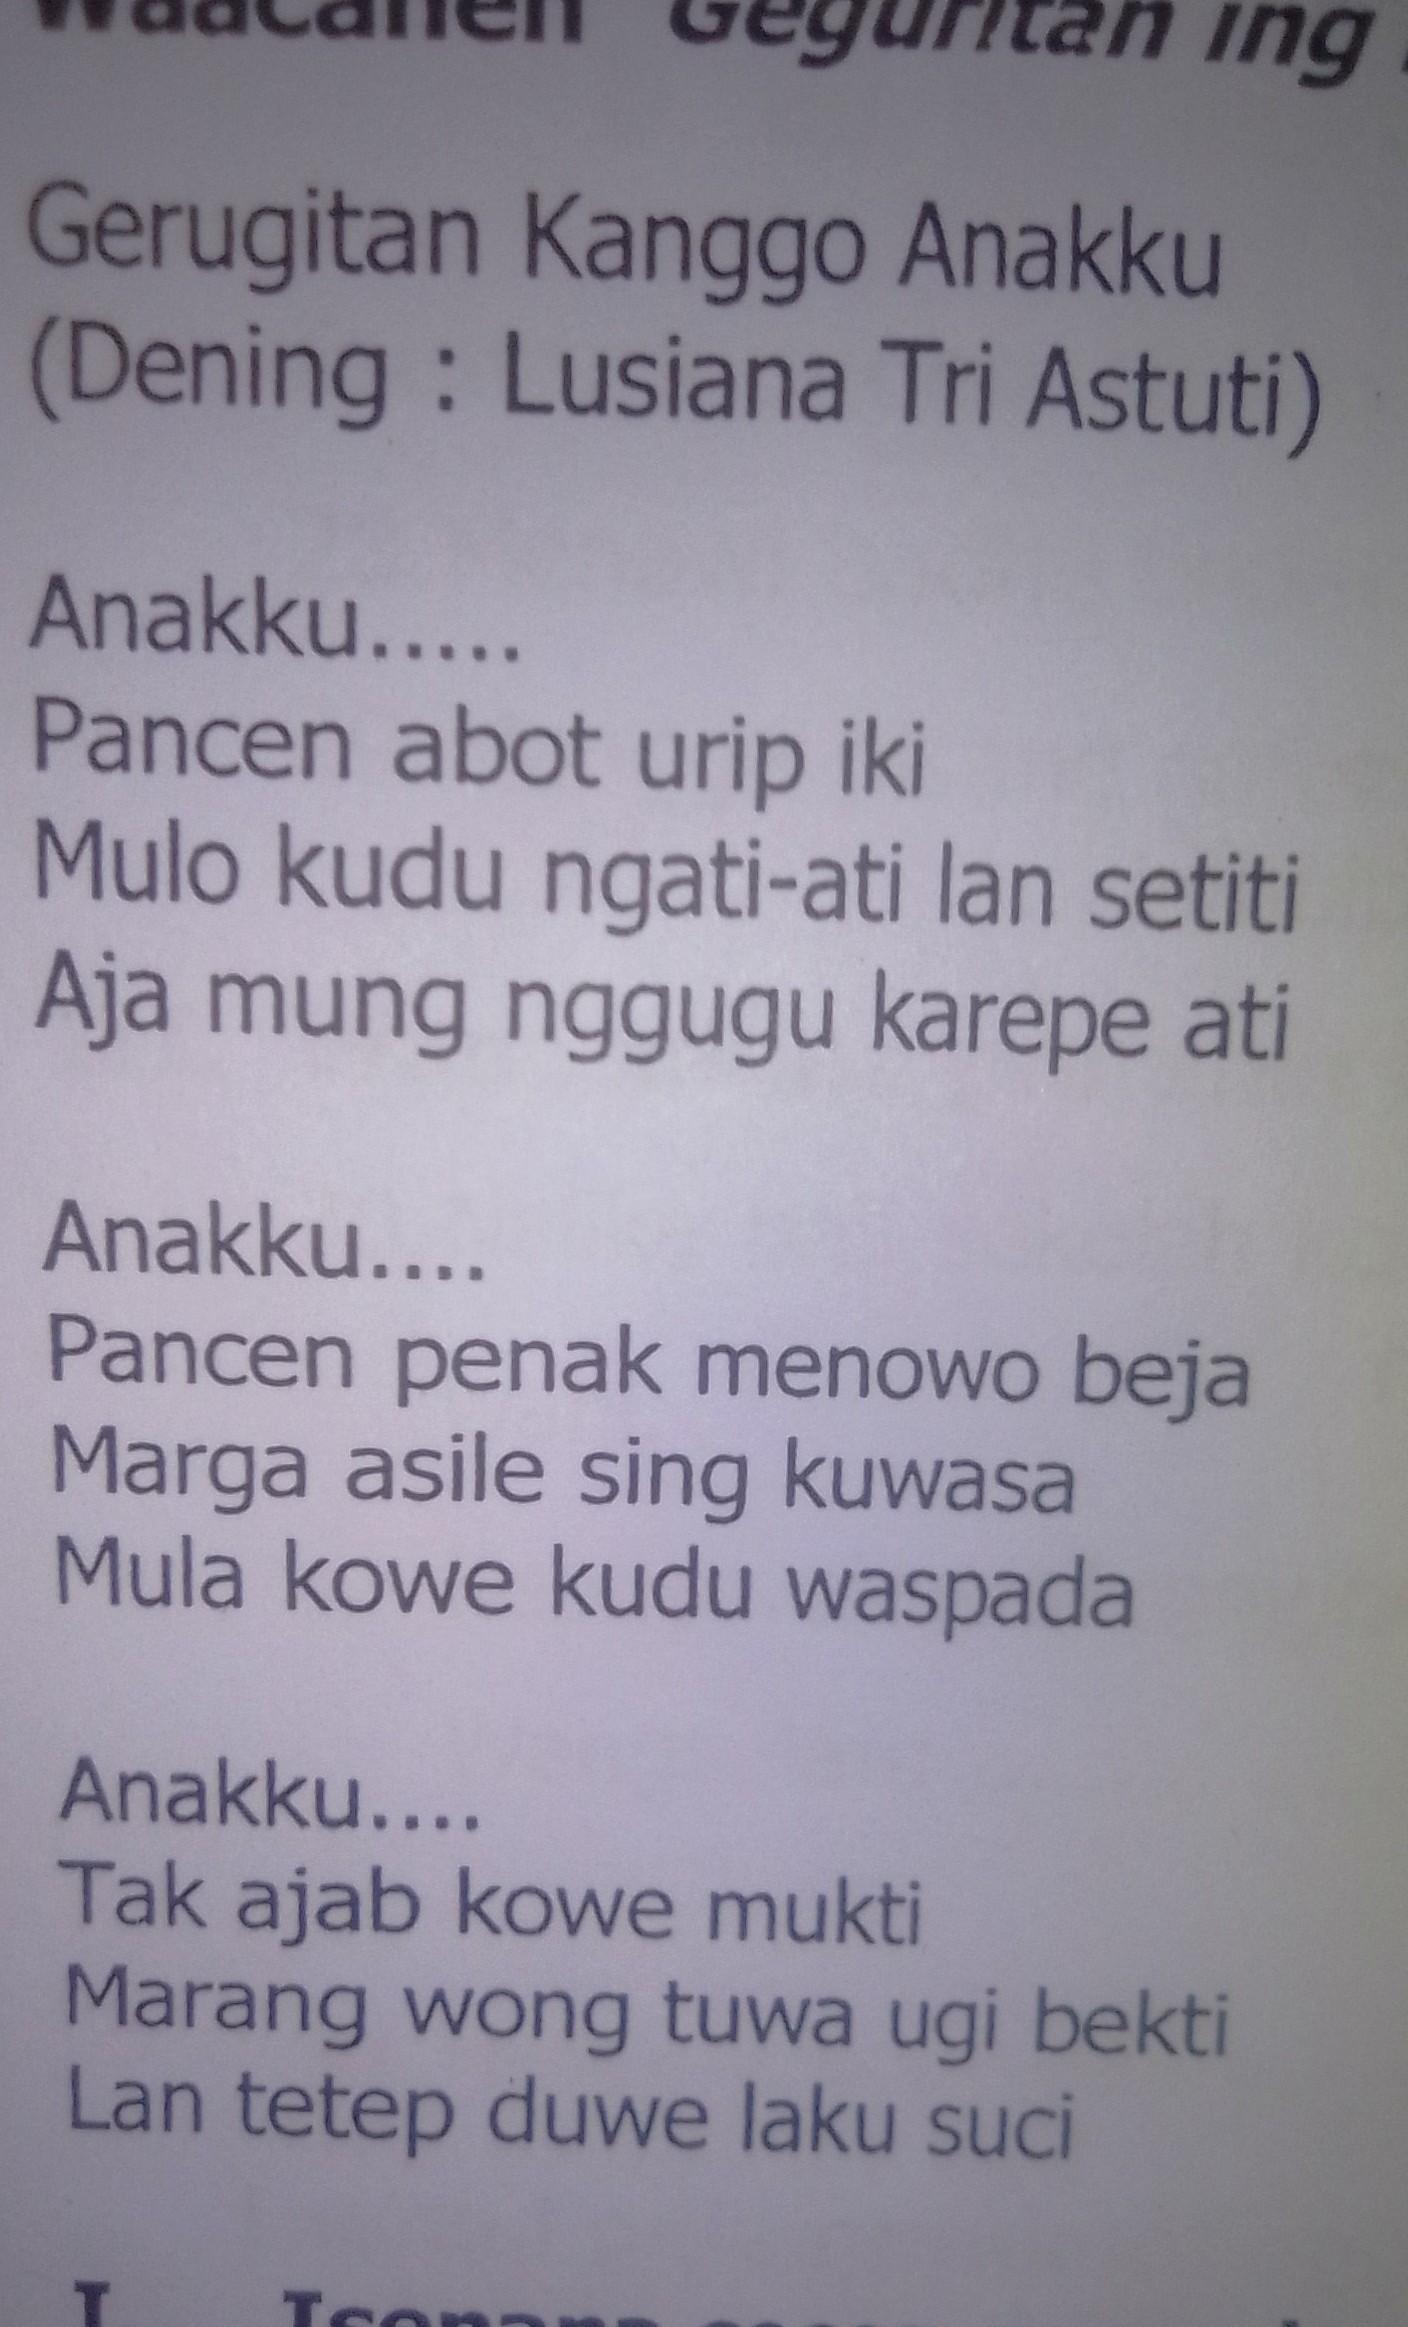 Waacanen Geguritan ing
Gerugitan Kanggo Anakku
(Dening : Lusiana Tri Astuti)
Anakku.....
Pancen abot urip iki
Mulo kudu ngati-ati lan setiti
Aja mung nggugu karepe ati
Anakku....
Pancen penak menowo beja
Marga asile sing kuwasa
Mula kowe kudu waspada
Anakku....
Tak ajab kowe mukti
Marang wong tuwa ugi bekti
Lan tetep duwe laku suci
I